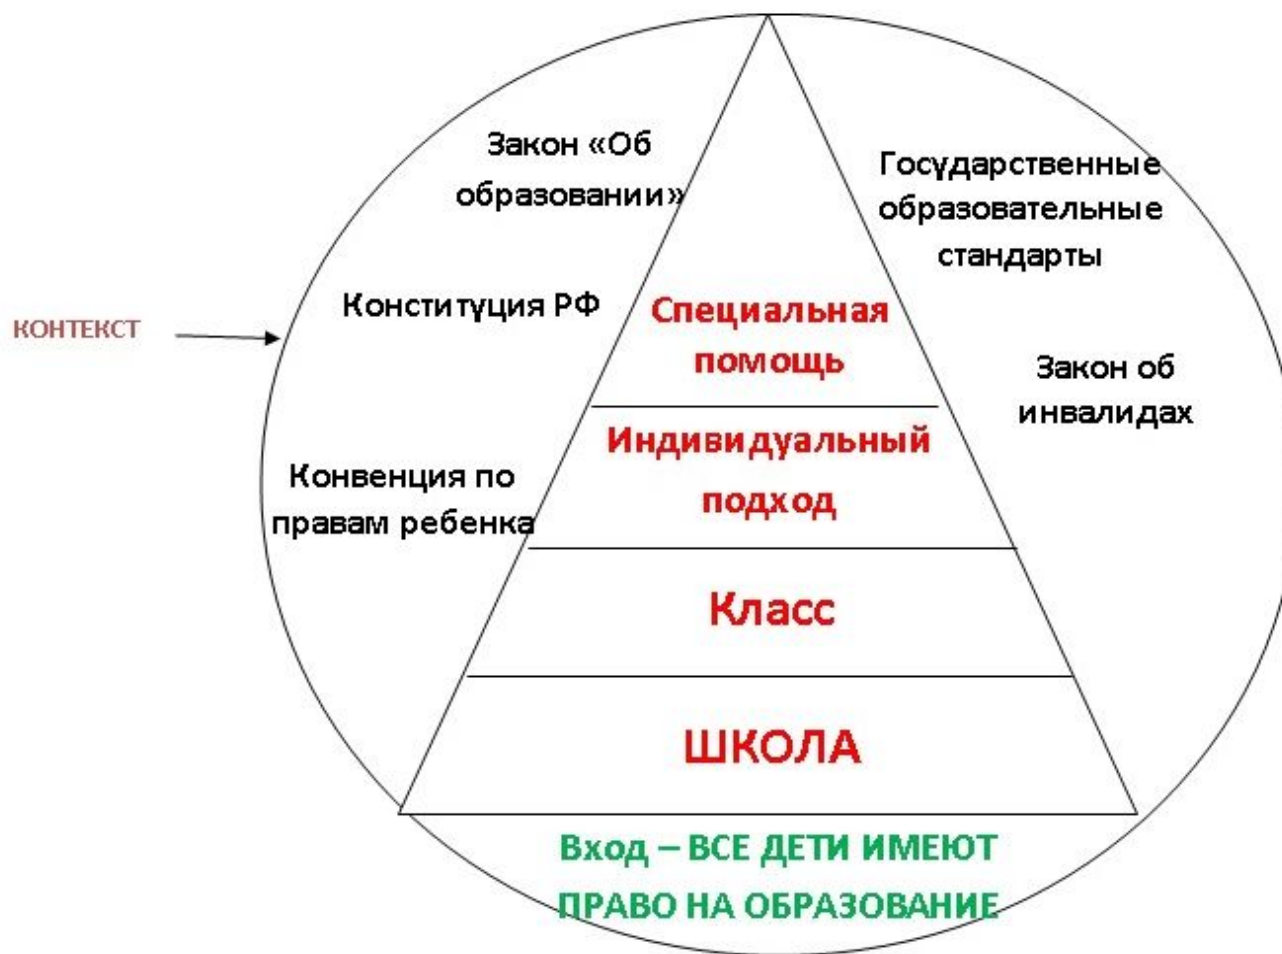 Закон «Об
образовании»
Государственные
образовательные
стандарты
Конституция РФ
Специальная
помощь
КОНТЕКСТ
Закон об
инвалидах
Индивидуальный
подход
Конвенция по
правам ребенка
Класс
ШКОЛА
Вход – ВСЕ ДЕТИ ИМЕЮТ
ПРАВО НА ОБРАЗОВАНИЕ